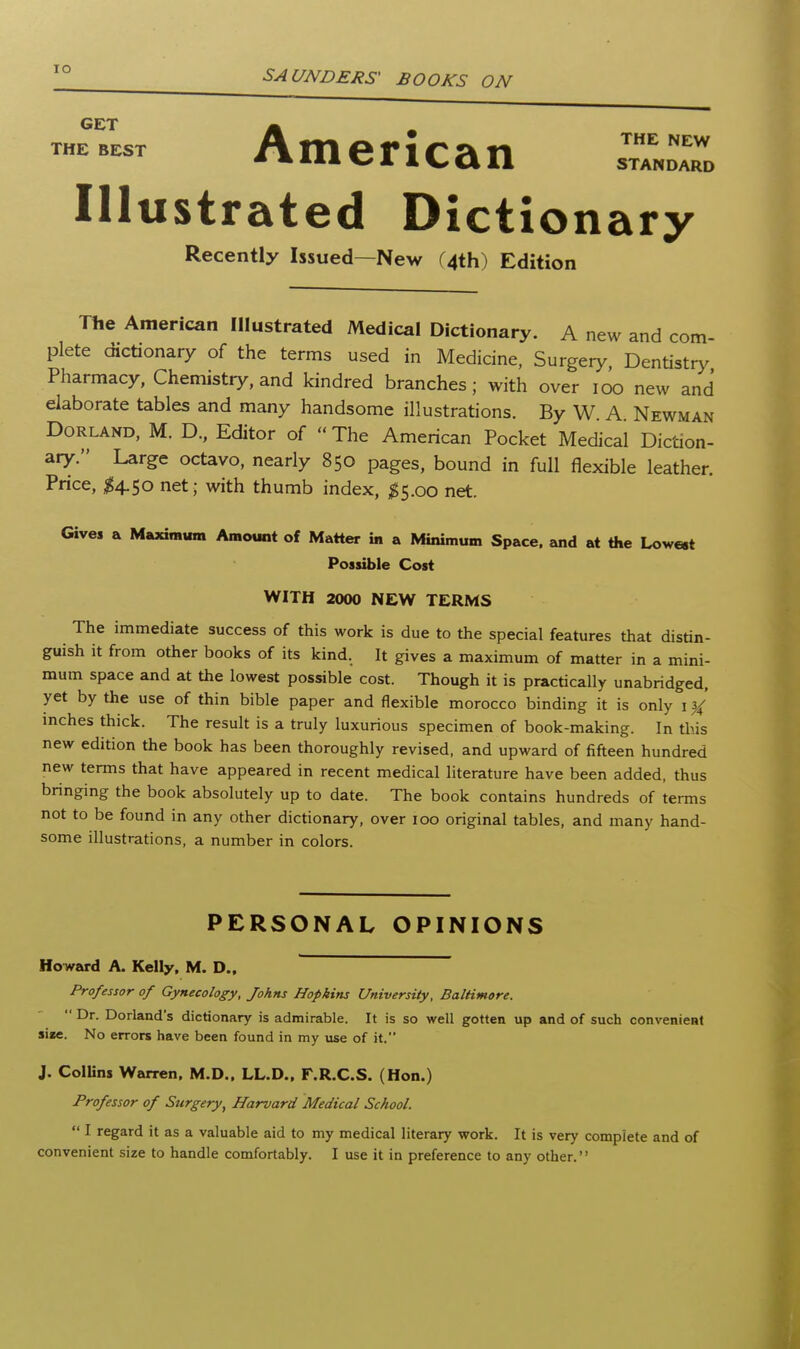 10
SAUNDERS' BOOKS ON
GET
THE BEST
American
THE NEW
STANDARD
Illustrated Dictionary
Recently Issued—New (4th) Edition
The American Illustrated Medical Dictionary. A new and com-
plete dictionary of the terms used in Medicine, Surgery, Dentistry,
Pharmacy, Chemistry, and kindred branches; with over 100 new and
elaborate tables and many handsome illustrations. By W. A. NEWMAN
DORLAND, M. D., Editor of "The American Pocket Medical Diction-
ary." Large octavo, nearly 850 pages, bound in full flexible leather.
Price, $4.50 net; with thumb index, $5.00 net.
Gives a Maximum Amount of Matter in a Minimum Space, and at the Lowest
Possible Cost
WITH 2000 NEW TERMS
The immediate success of this work is due to the special features that distin-
guish it from other books of its kind. It gives a maximum of matter in a mini-
mum space and at the lowest possible cost. Though it is practically unabridged,
yet by the use of thin bible paper and flexible morocco binding it is only 1¾
inches thick. The result is a truly luxurious specimen of book-making. In this
new edition the book has been thoroughly revised, and upward of fifteen hundred
new terms that have appeared in recent medical literature have been added, thus
bringing the book absolutely up to date. The book contains hundreds of terms
not to be found in any other dictionary, over 100 original tables, and many hand-
some illustrations, a number in colors.
PERSONAL OPINIONS
Howard A. Kelly, M. D.,
Professor of Gynecology, Johns Hopkins University, Baltimore.
"Dr. Dorland's dictionary is admirable. It is so well gotten up and of such convenient
size. No errors have been found in my use of it."
J. Collins Warren, M.D., LL.D., F.R.C.S. (Hon.)
Professor of Surgery, Harvard Medical School.
"I regard it as a valuable aid to my medical literary work. It is very complete and of
convenient size to handle comfortably. I use it in preference to any other."